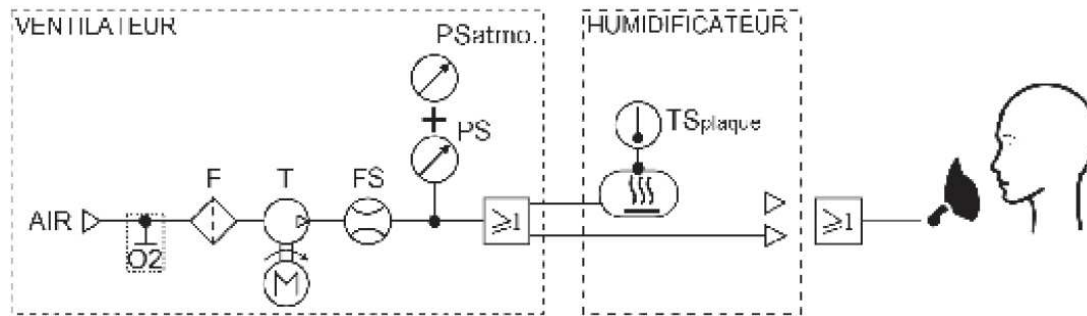 VENTILATEUR
PSatmo.
HUMIDIFICATEUR
+
PS
TSplaque
F
T
FS
AIR
O2
M
⩾1
⩾1